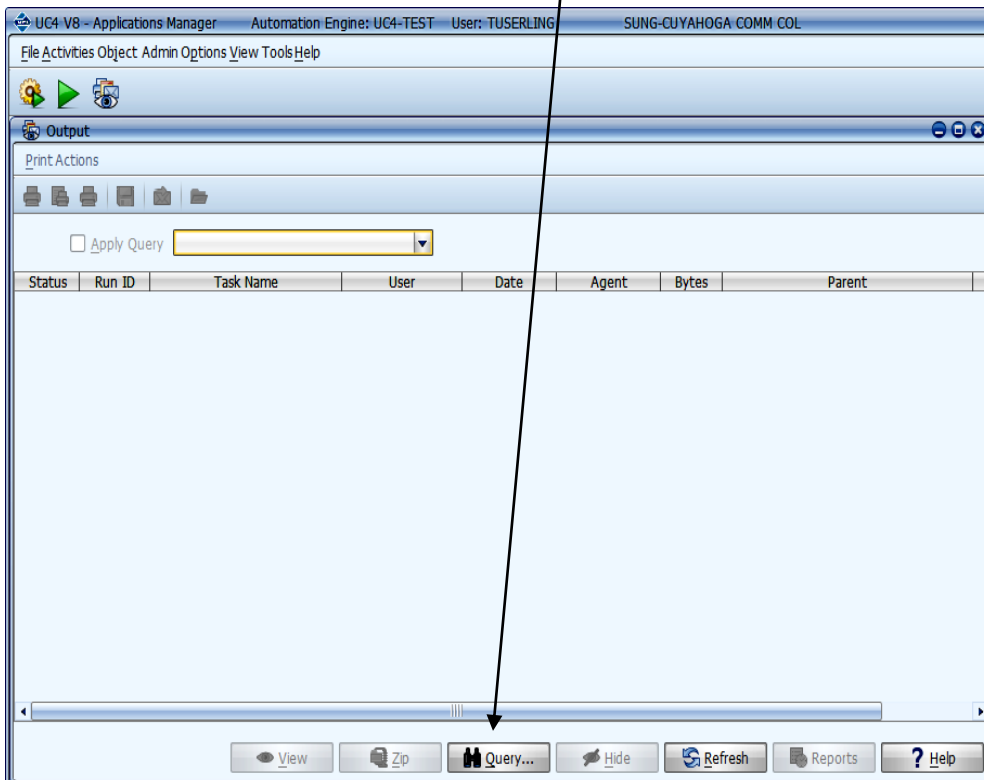 UC4 V8 - Applications Manager Automation Engine: UC4-TEST User: TUSERLING SUNG-CUYAHOGA COMM COL
File Activities Object Admin Options View Tools Help
Output
Print Actions
Apply Query
Status Run ID Task Name User Date Agent Bytes Parent
View Zip Query... Hide Refresh Reports ? Help